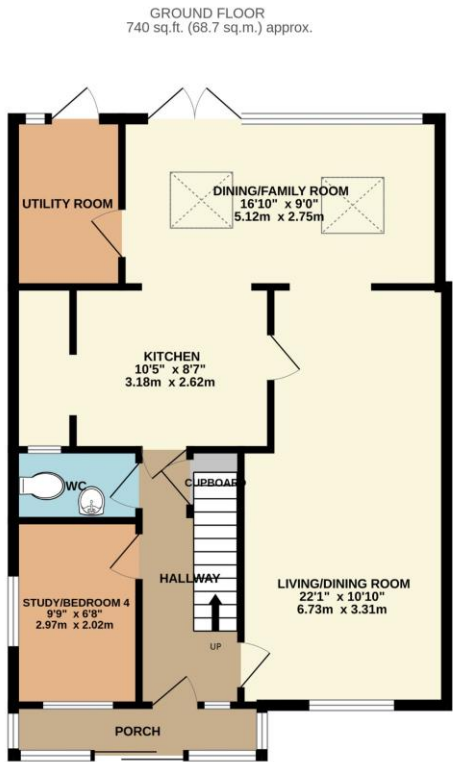 GROUND FLOOR
740 sq.ft. (68.7 sq.m.) approx.
UTILITY ROOM
DINING/FAMILY ROOM
16'10" x 9'0"
5.12m x 2.75m
KITCHEN
10'5" x 8'7"
3.18m x 2.62m
WC
CUPBOARD
HALLWAY
STUDY/BEDROOM 4
9'9" x 6'8"
2.97m x 2.02m
LIVING/DINING ROOM
22'1" x 10'10"
6.73m x 3.31m
UP
PORCH